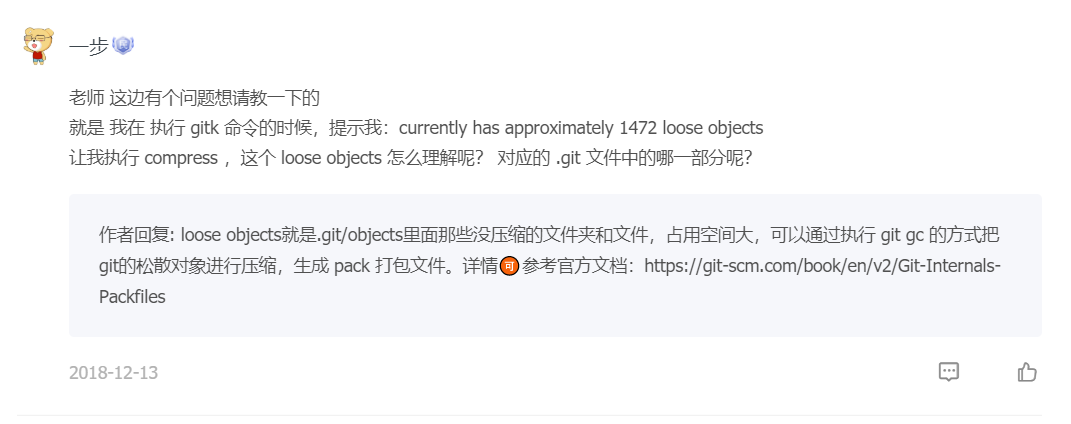 一步
老师 这边有个问题想请教一下的
就是 我在 执行 gitk 命令的时候，提示我：currently has approximately 1472 loose objects
让我执行 compress ，这个 loose objects 怎么理解呢？ 对应的 .git 文件中的哪一部分呢？
作者回复: loose objects就是.git/objects里面那些没压缩的文件夹和文件，占用空间大，可以通过执行 git gc 的方式把
git的松散对象进行压缩，生成 pack 打包文件。详情🉑参考官方文档：https://git-scm.com/book/en/v2/Git-Internals-
Packfiles
2018-12-13